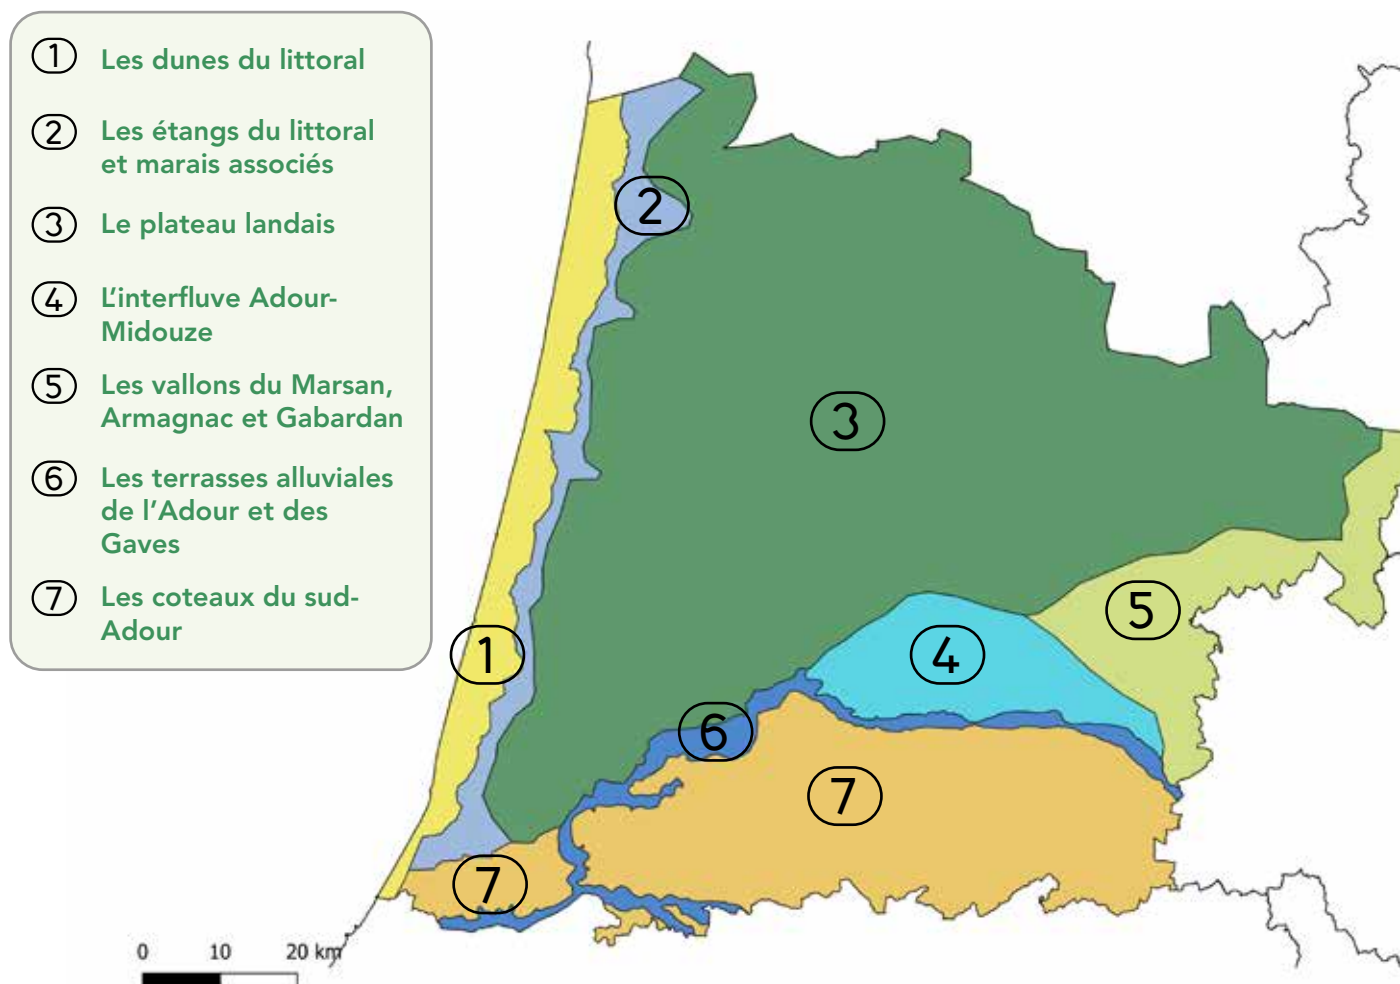 1 Les dunes du littoral
2 Les étangs du littoral
et marais associés
3 Le plateau landais
4 L'interfluve Adour-
Midouze
5 Les vallons du Marsan,
Armagnac et Gabardan
6 Les terrasses alluviales
de l'Adour et des
Gaves
7 Les coteaux du sud-
Adour
2
3
5
1
4
6
7
7
0 10 20 km